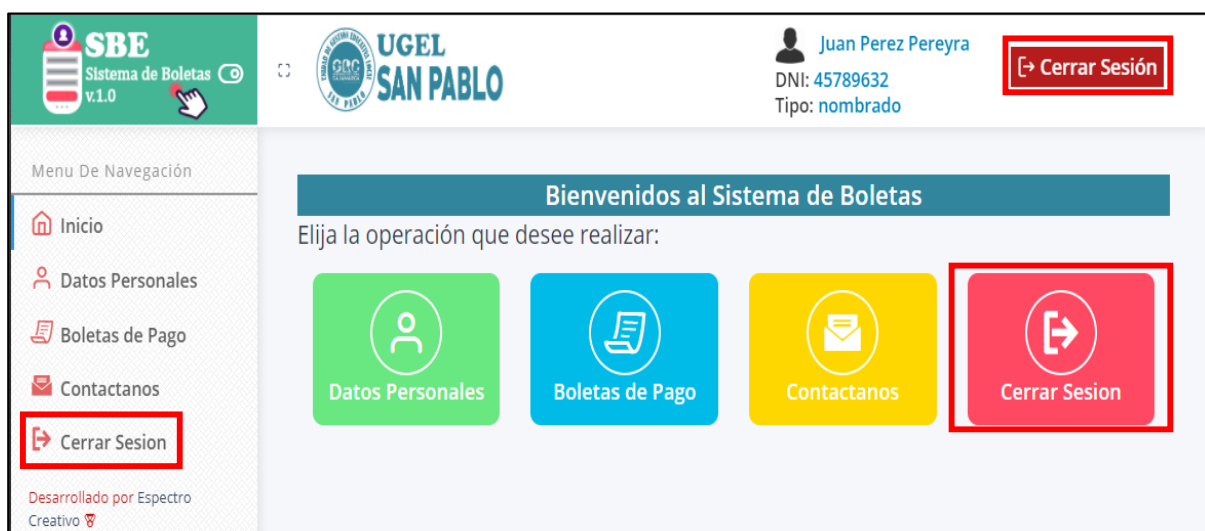 SBE
Sistema de Boletas
v.1.0
UGEL
SAN PABLO
Juan Perez Pereyra
DNI: 45789632
Tipo: nombrado
Cerrar Sesión
Menu De Navegación
Inicio
Datos Personales
Boletas de Pago
Contactanos
Cerrar Sesion
Desarrollado por Espectro
Creativo
Bienvenidos al Sistema de Boletas
Elija la operación que desee realizar:
Datos Personales
Boletas de Pago
Contactanos
Cerrar Sesion